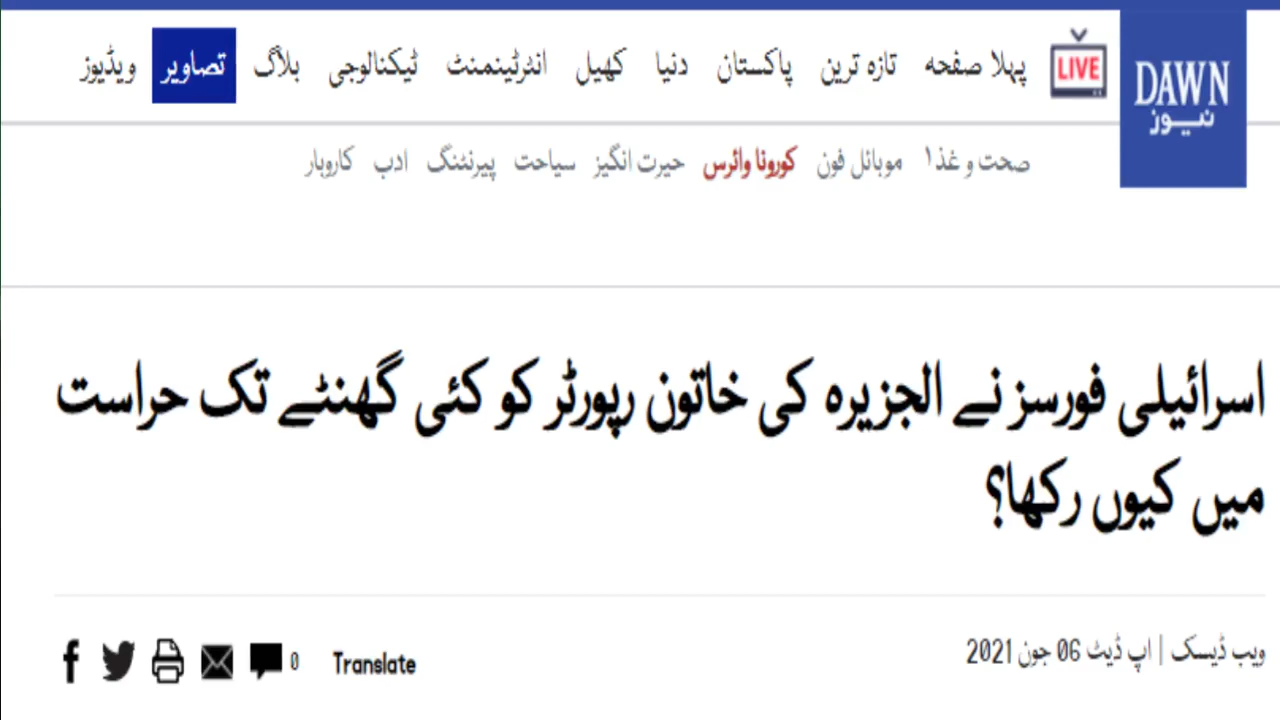 DAWN
نیوز
LIVE
پہلا صفحہ تازہ ترین پاکستان دنیا کھیل انٹرٹینمنٹ ٹیکنالوجی بلاگ تصاویر ویڈیوز
صحت و غذا موبائل فون کورونا وائرس حیرت انگیز سیاحت پیرنٹنگ ادب کاروبار
اسرائیلی فورسز نے الجزیرہ کی خاتون رپورٹر کو کئی گھنٹے تک حراست
میں کیوں رکھا؟
ویب ڈیسک | اپ ڈیٹ 06 جون 2021
0 Translate